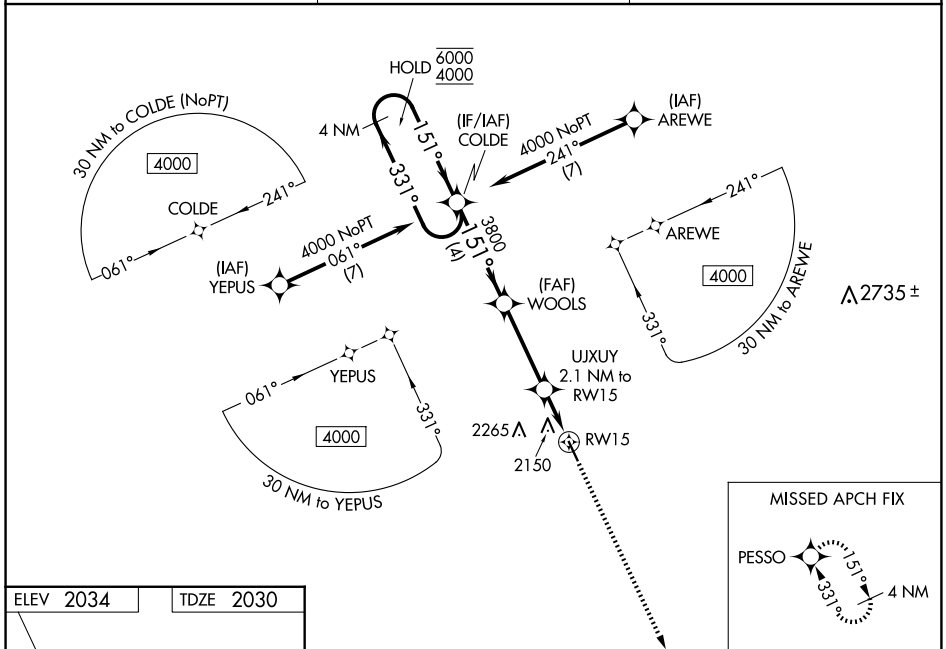 HOLD 6000
4000
4 NM
151°
331°
(IF/IAF)
COLDE
(IAF)
AREWE
4000 NoPT
241°
(7)
30 NM to COLDE (NoPT)
4000
241°
COLDE
061°
4000 NoPT
061°
(7)
(IAF)
YEPUS
3800
151°
(4)
(FAF)
WOOLS
241°
AREWE
4000
331°
30 NM to AREWE
2735 ±
UJXUY
2.1 NM to
RW15
2265
2150
RW15
061°
YEPUS
331°
4000
30 NM to YEPUS
MISSED APCH FIX
PESSO
151°
331°
4 NM
ELEV 2034
TDZE 2030